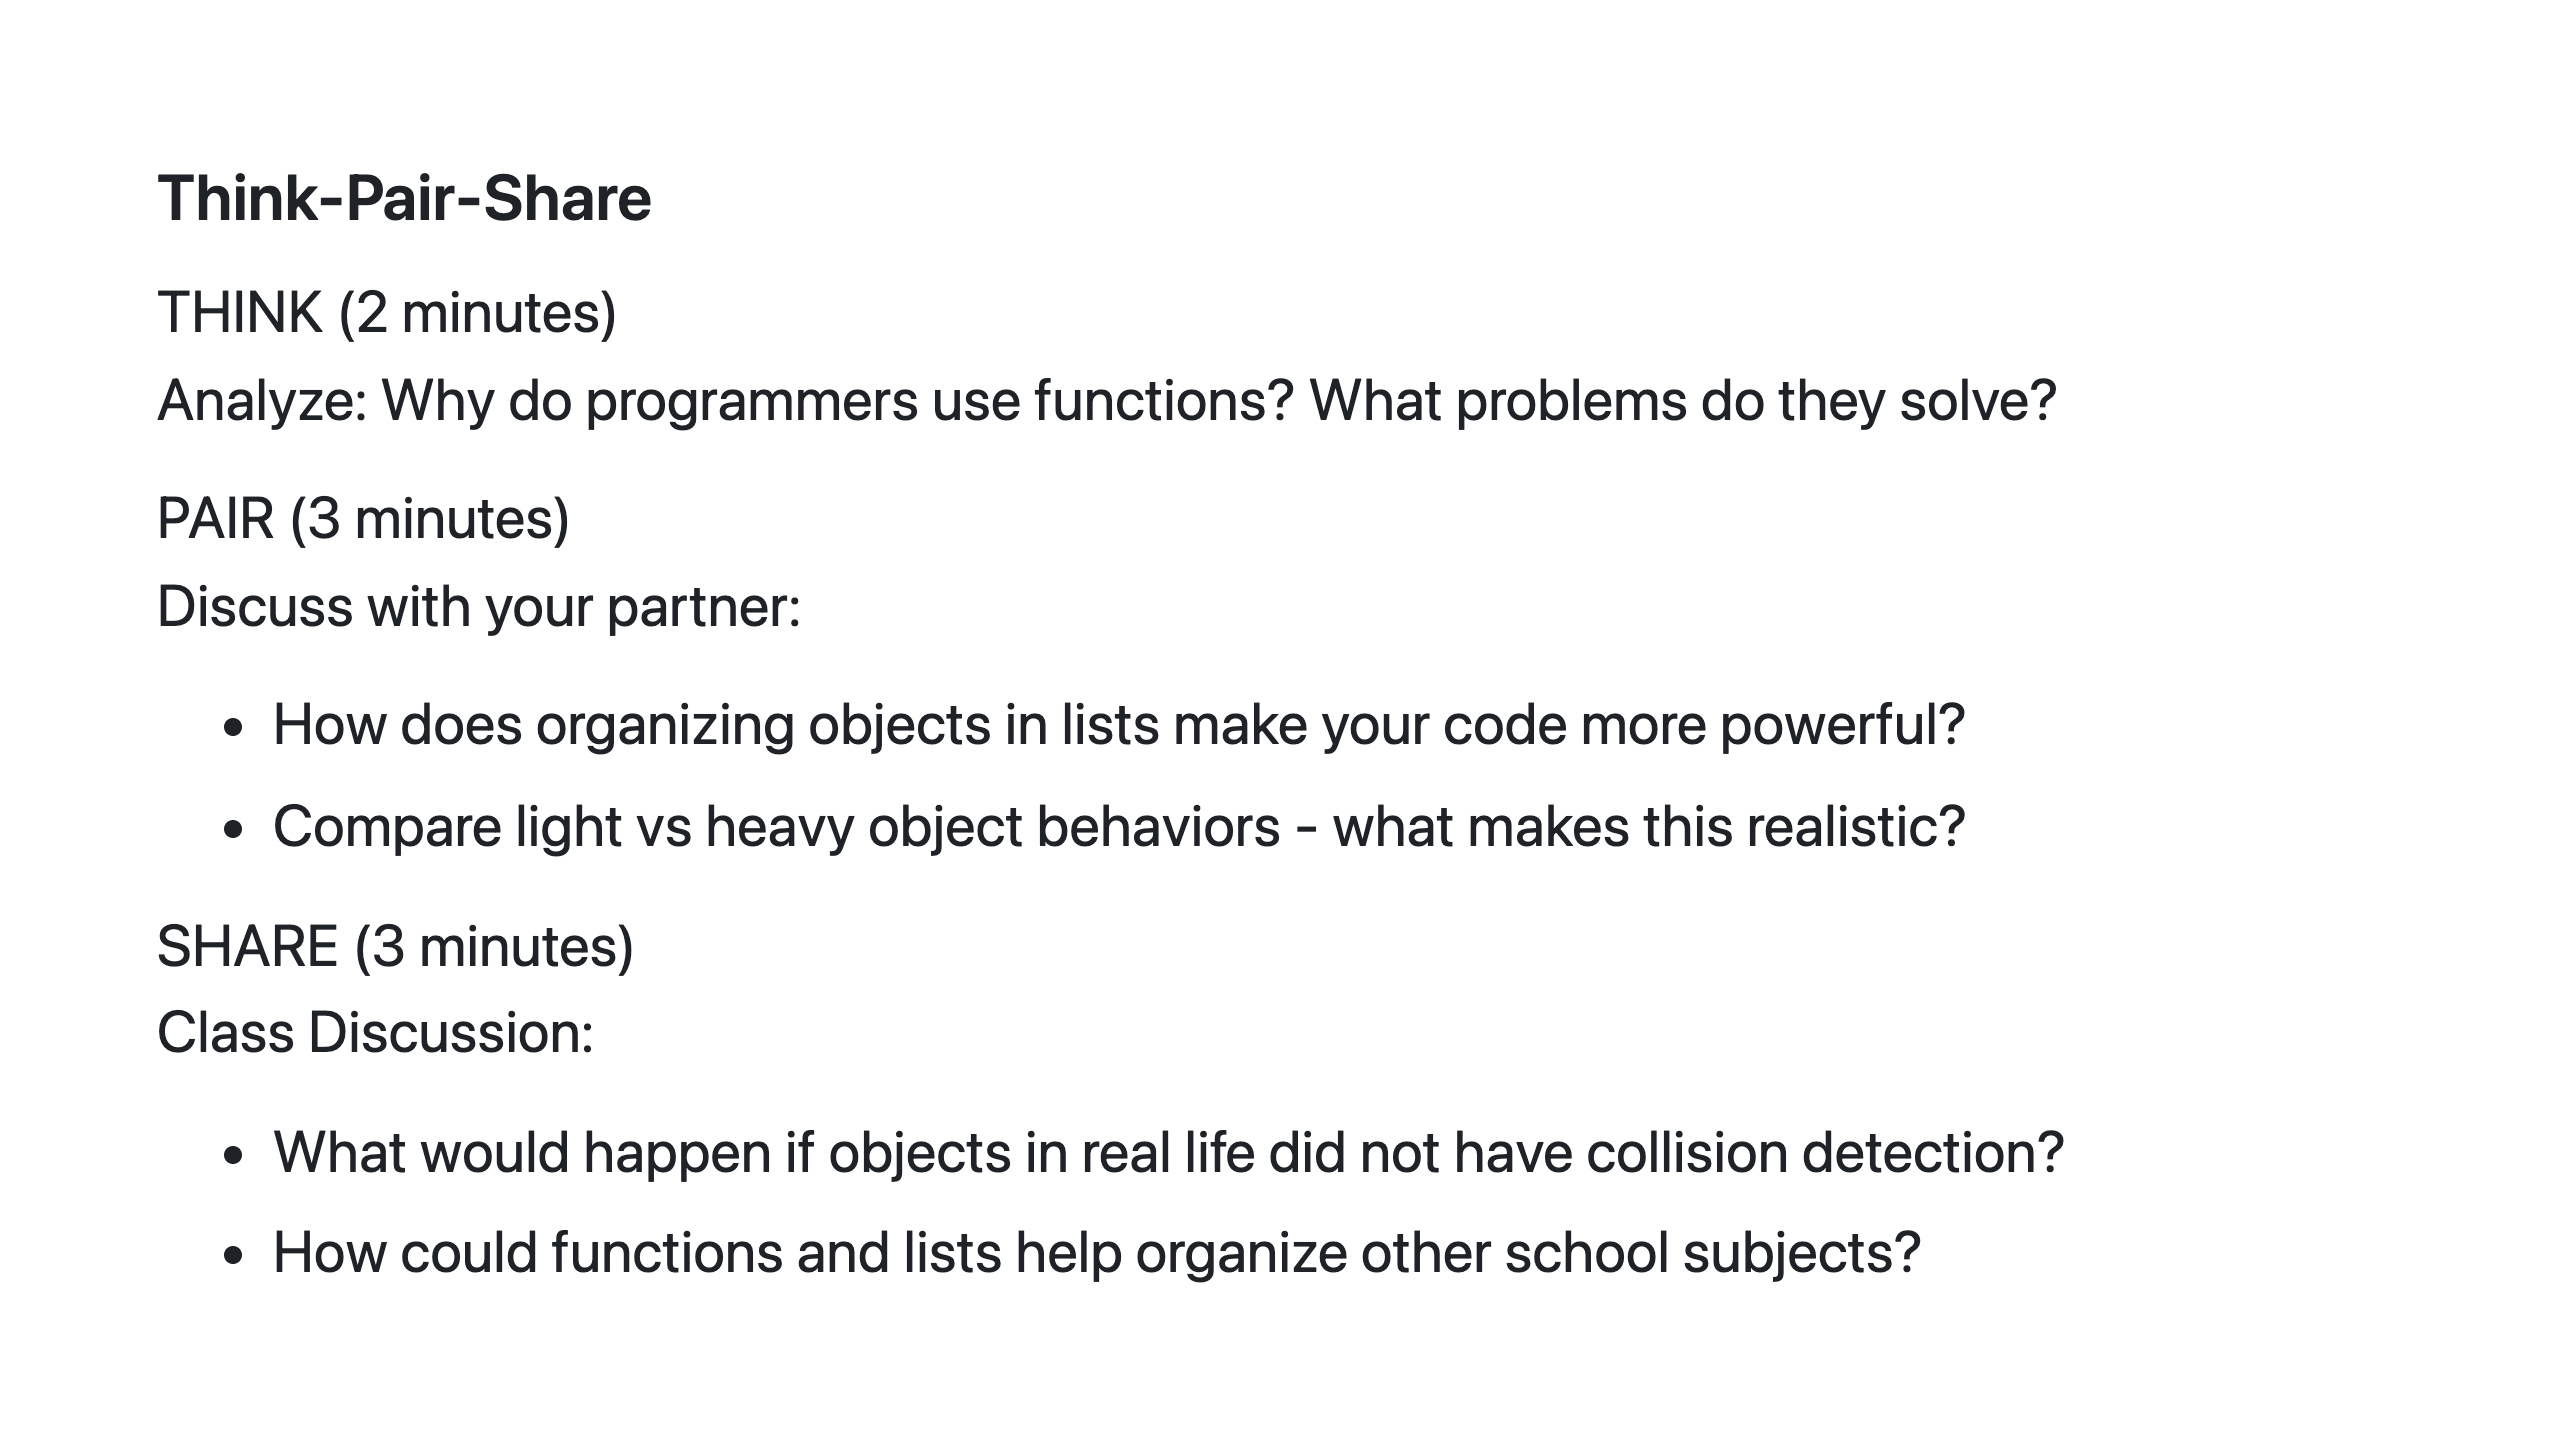 Think-Pair-Share
THINK (2 minutes)
Analyze: Why do programmers use functions? What problems do they solve?
PAIR (3 minutes)
Discuss with your partner:
• How does organizing objects in lists make your code more powerful?
• Compare light vs heavy object behaviors - what makes this realistic?
SHARE (3 minutes)
Class Discussion:
• What would happen if objects in real life did not have collision detection?
• How could functions and lists help organize other school subjects?